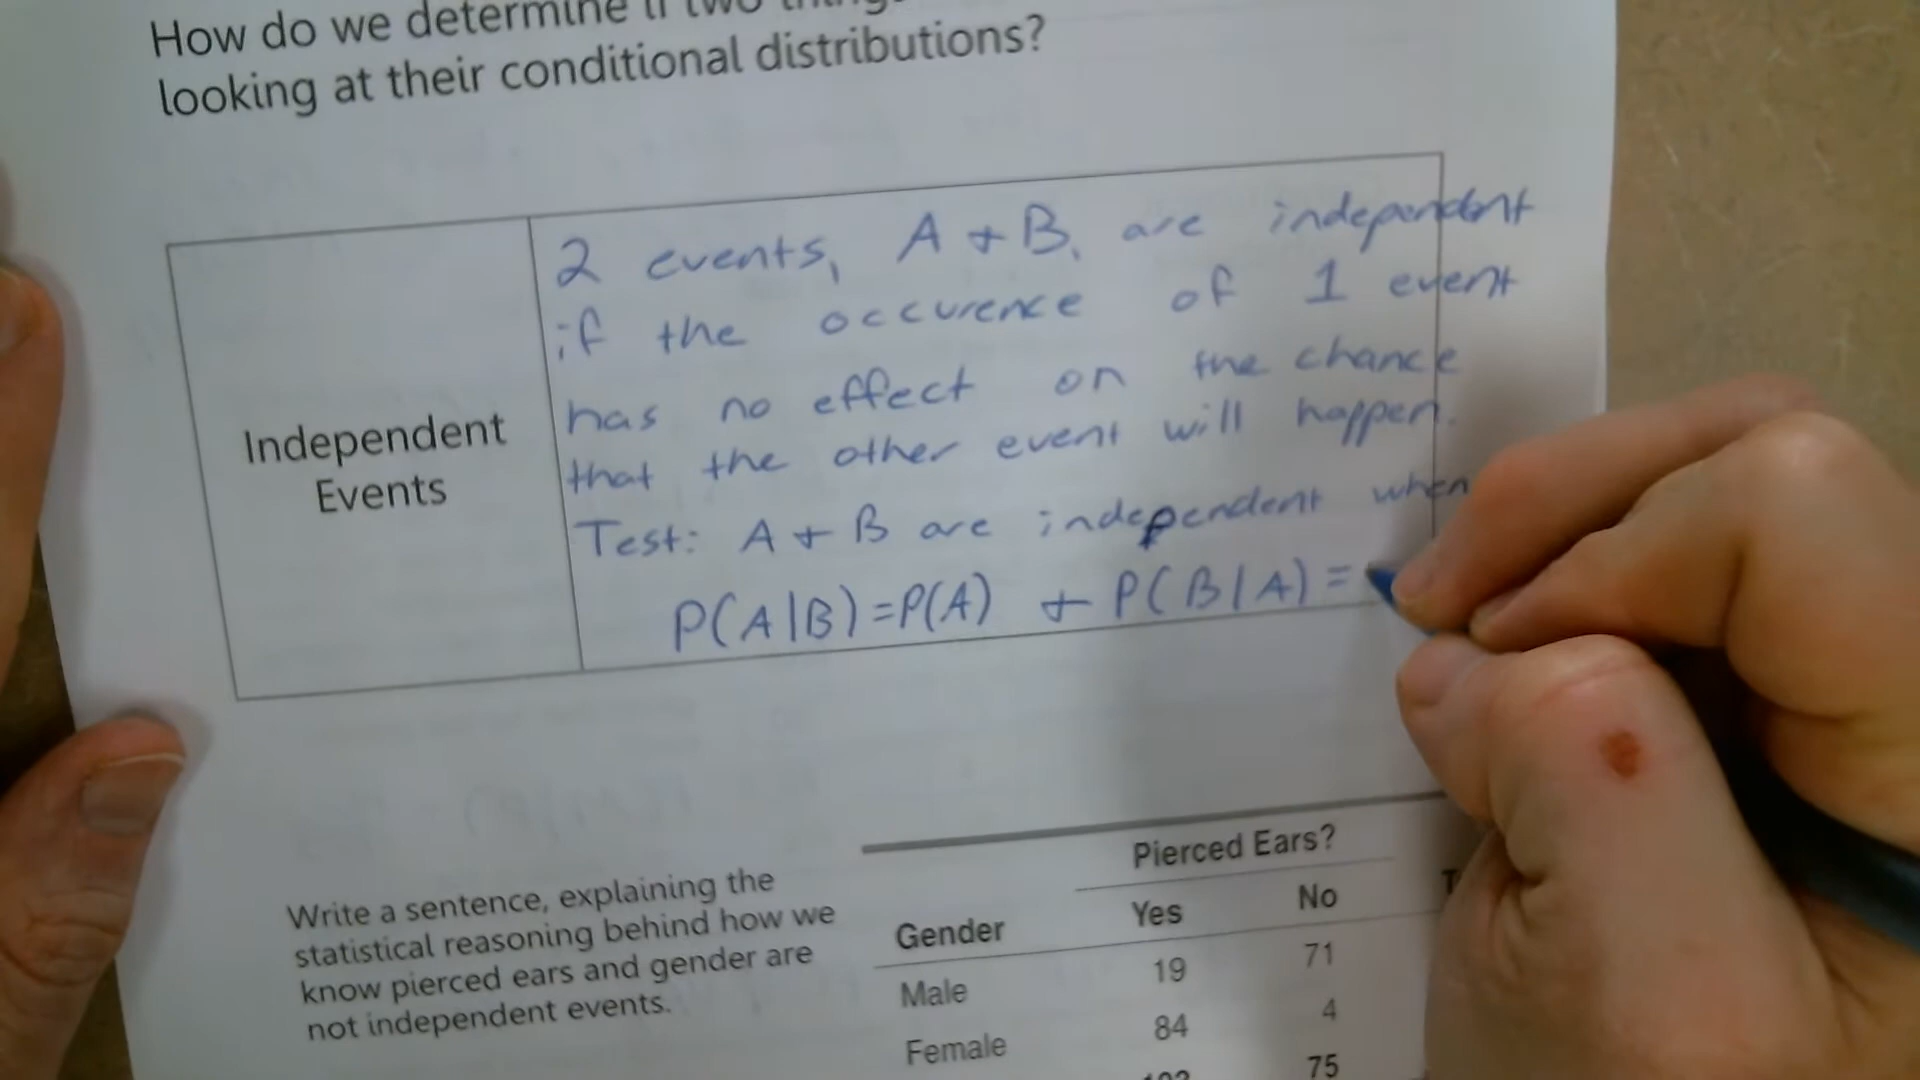 How do we determine if two
looking at their conditional distributions?
Independent
Events
2 events, A + B, are independent
if the occurence of 1 event
has no effect on the chance
that the other event will happen.
Test: A + B are independent when
P(A|B)=P(A) + P(B|A)=
Write a sentence, explaining the
statistical reasoning behind how we
know pierced ears and gender are
not independent events.
Pierced Ears?
Gender Yes No
Male 19 71
Female 84 4
75